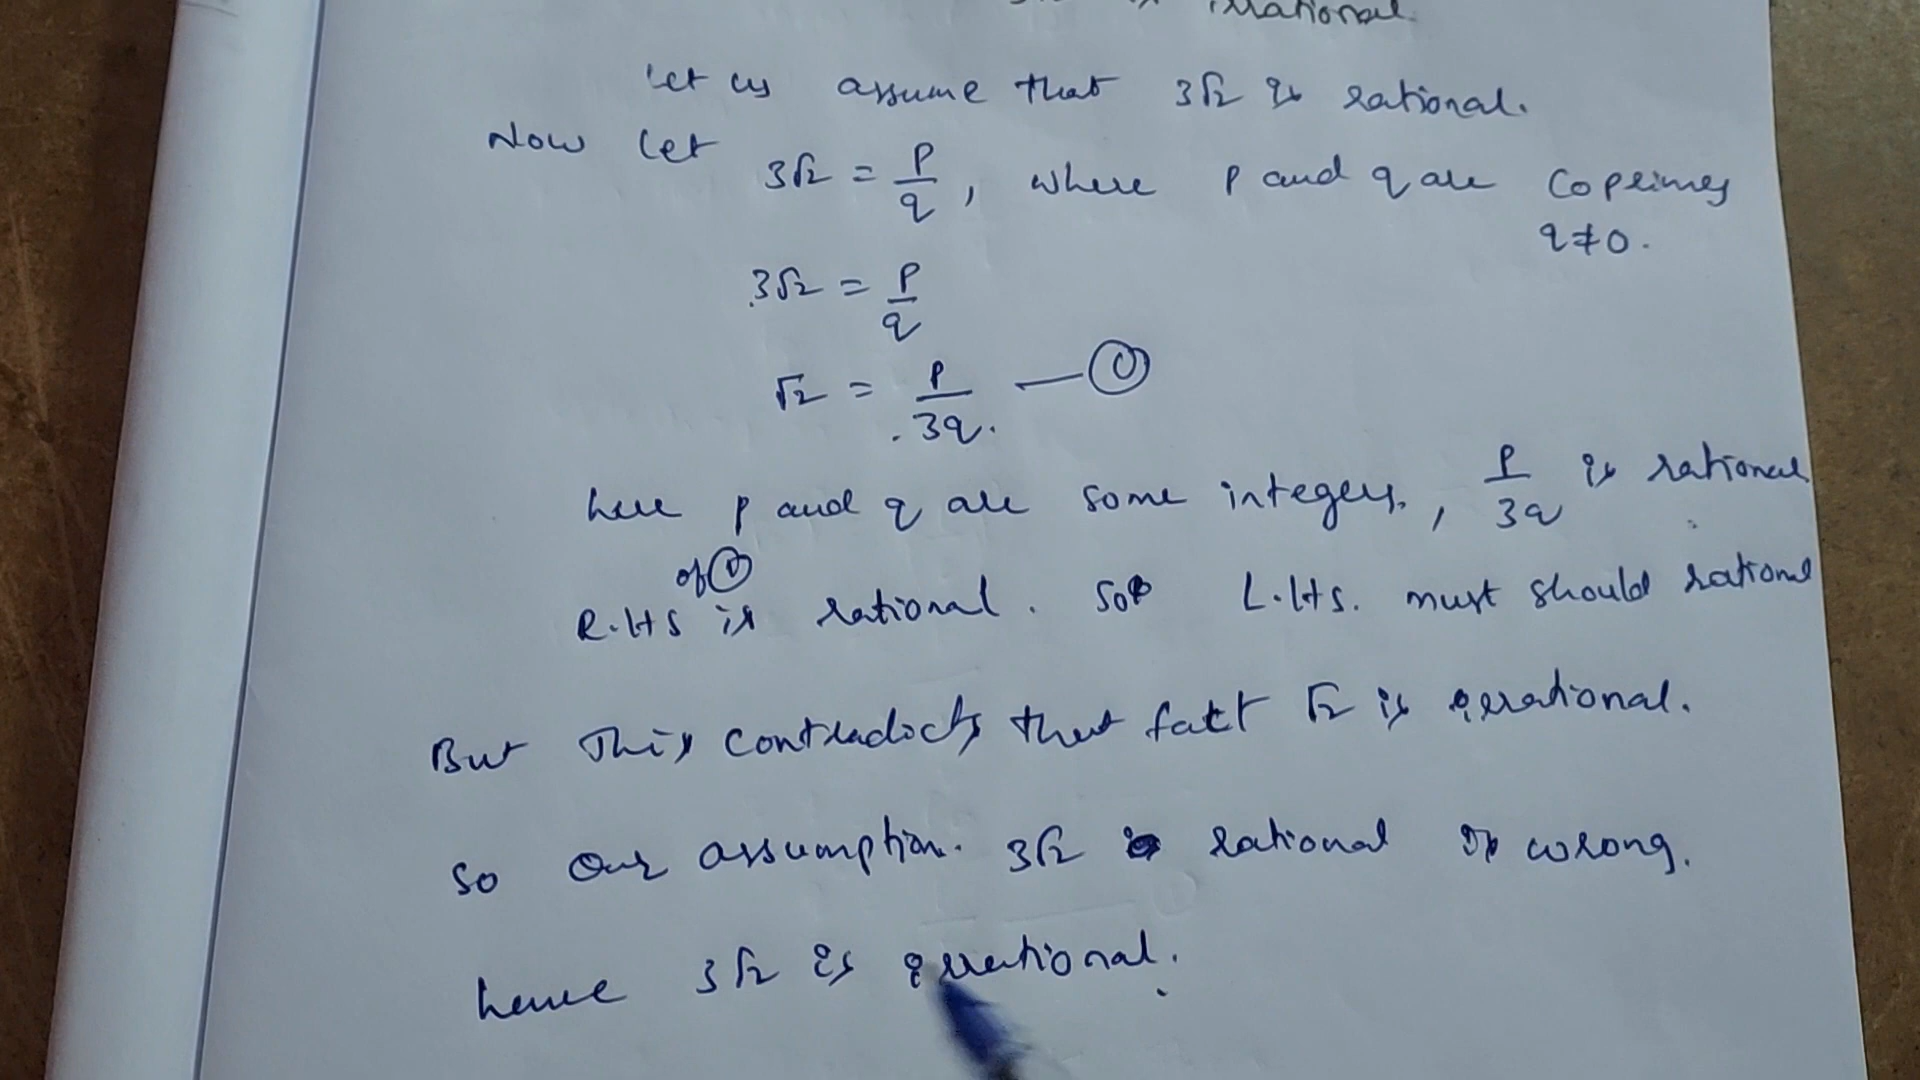 irrational.
Let us assume that 3√2 is rational.
Now let 3√2 = p/q, where p and q are coprimes
q≠0.
3√2 = p/q
√2 = p/3q. — ①
here p and q are some integers, p/3q is rational
of ①
R.H.S is rational. So L.H.S. must should rational
But This contradicts that fact √2 is irrational.
So our assumption. 3√2 is rational is wrong.
hence 3√2 is irrational.